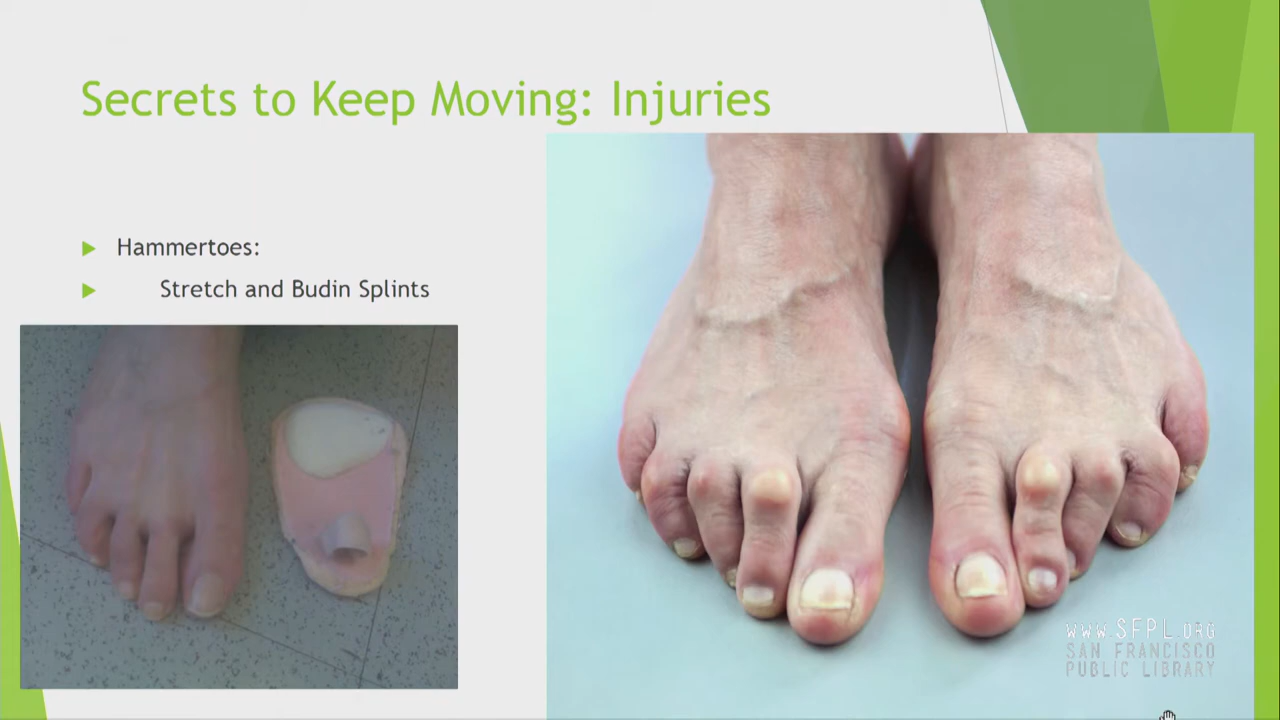 Secrets to Keep Moving: Injuries
Hammertoes:
Stretch and Budin Splints
WWW.SFPL.ORG
SAN FRANCISCO
PUBLIC LIBRARY